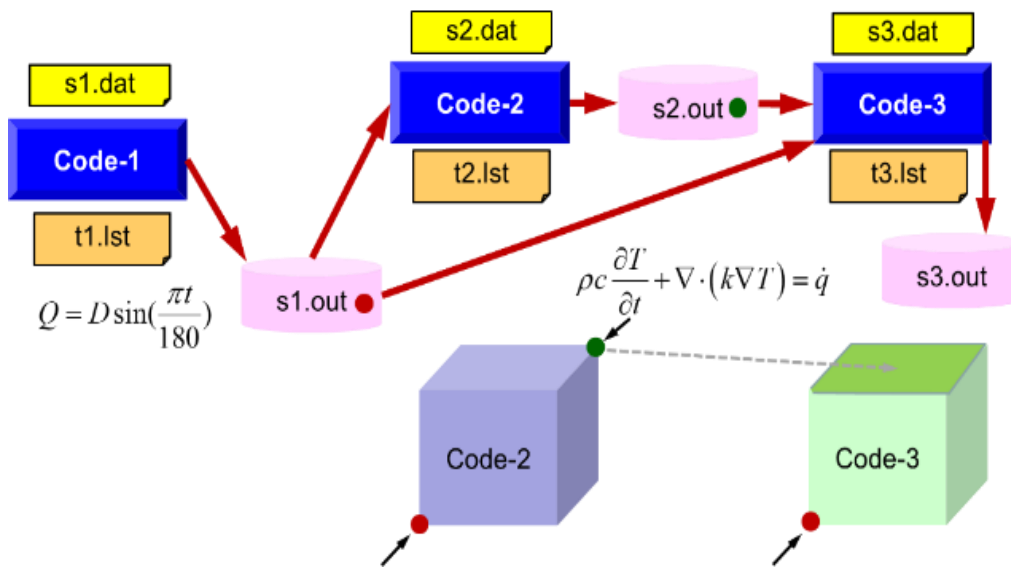 s1.dat
Code-1
t1.lst
s2.dat
Code-2
t2.lst
s2.out
s3.dat
Code-3
t3.lst
s1.out
s3.out
Q = D sin(πt/180)
ρc ∂T/∂t + ∇·(k∇T) = q̇
Code-2
Code-3